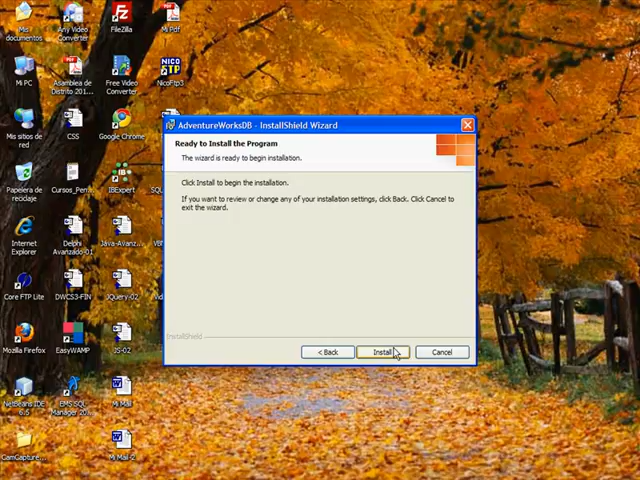 Mis documentos
Any Video Converter
FileZilla
Mi Pdf
Mi PC
Asamblea de Distrito 201...
Free Video Converter
NICO FTP
NicoFtp3
Mis sitios de red
CSS
Google Chrome
Papelera de reciclaje
Cursos_Pen...
IBExpert
SQL
Internet Explorer
Delphi Avanzado-01
Java-Avanz...
Core FTP Lite
DWCS3-FIN
JQuery-02
Mozilla Firefox
EasyWAMP
JS-02
NetBeans IDE 6.5
EMS SQL Manager 20...
Mi Mail
CamCapture...
Mi Mail-2
AdventureWorksDB - InstallShield Wizard
Ready to Install the Program
The wizard is ready to begin installation.
Click Install to begin the installation.
If you want to review or change any of your installation settings, click Back. Click Cancel to
exit the wizard.
InstallShield
< Back
Install
Cancel